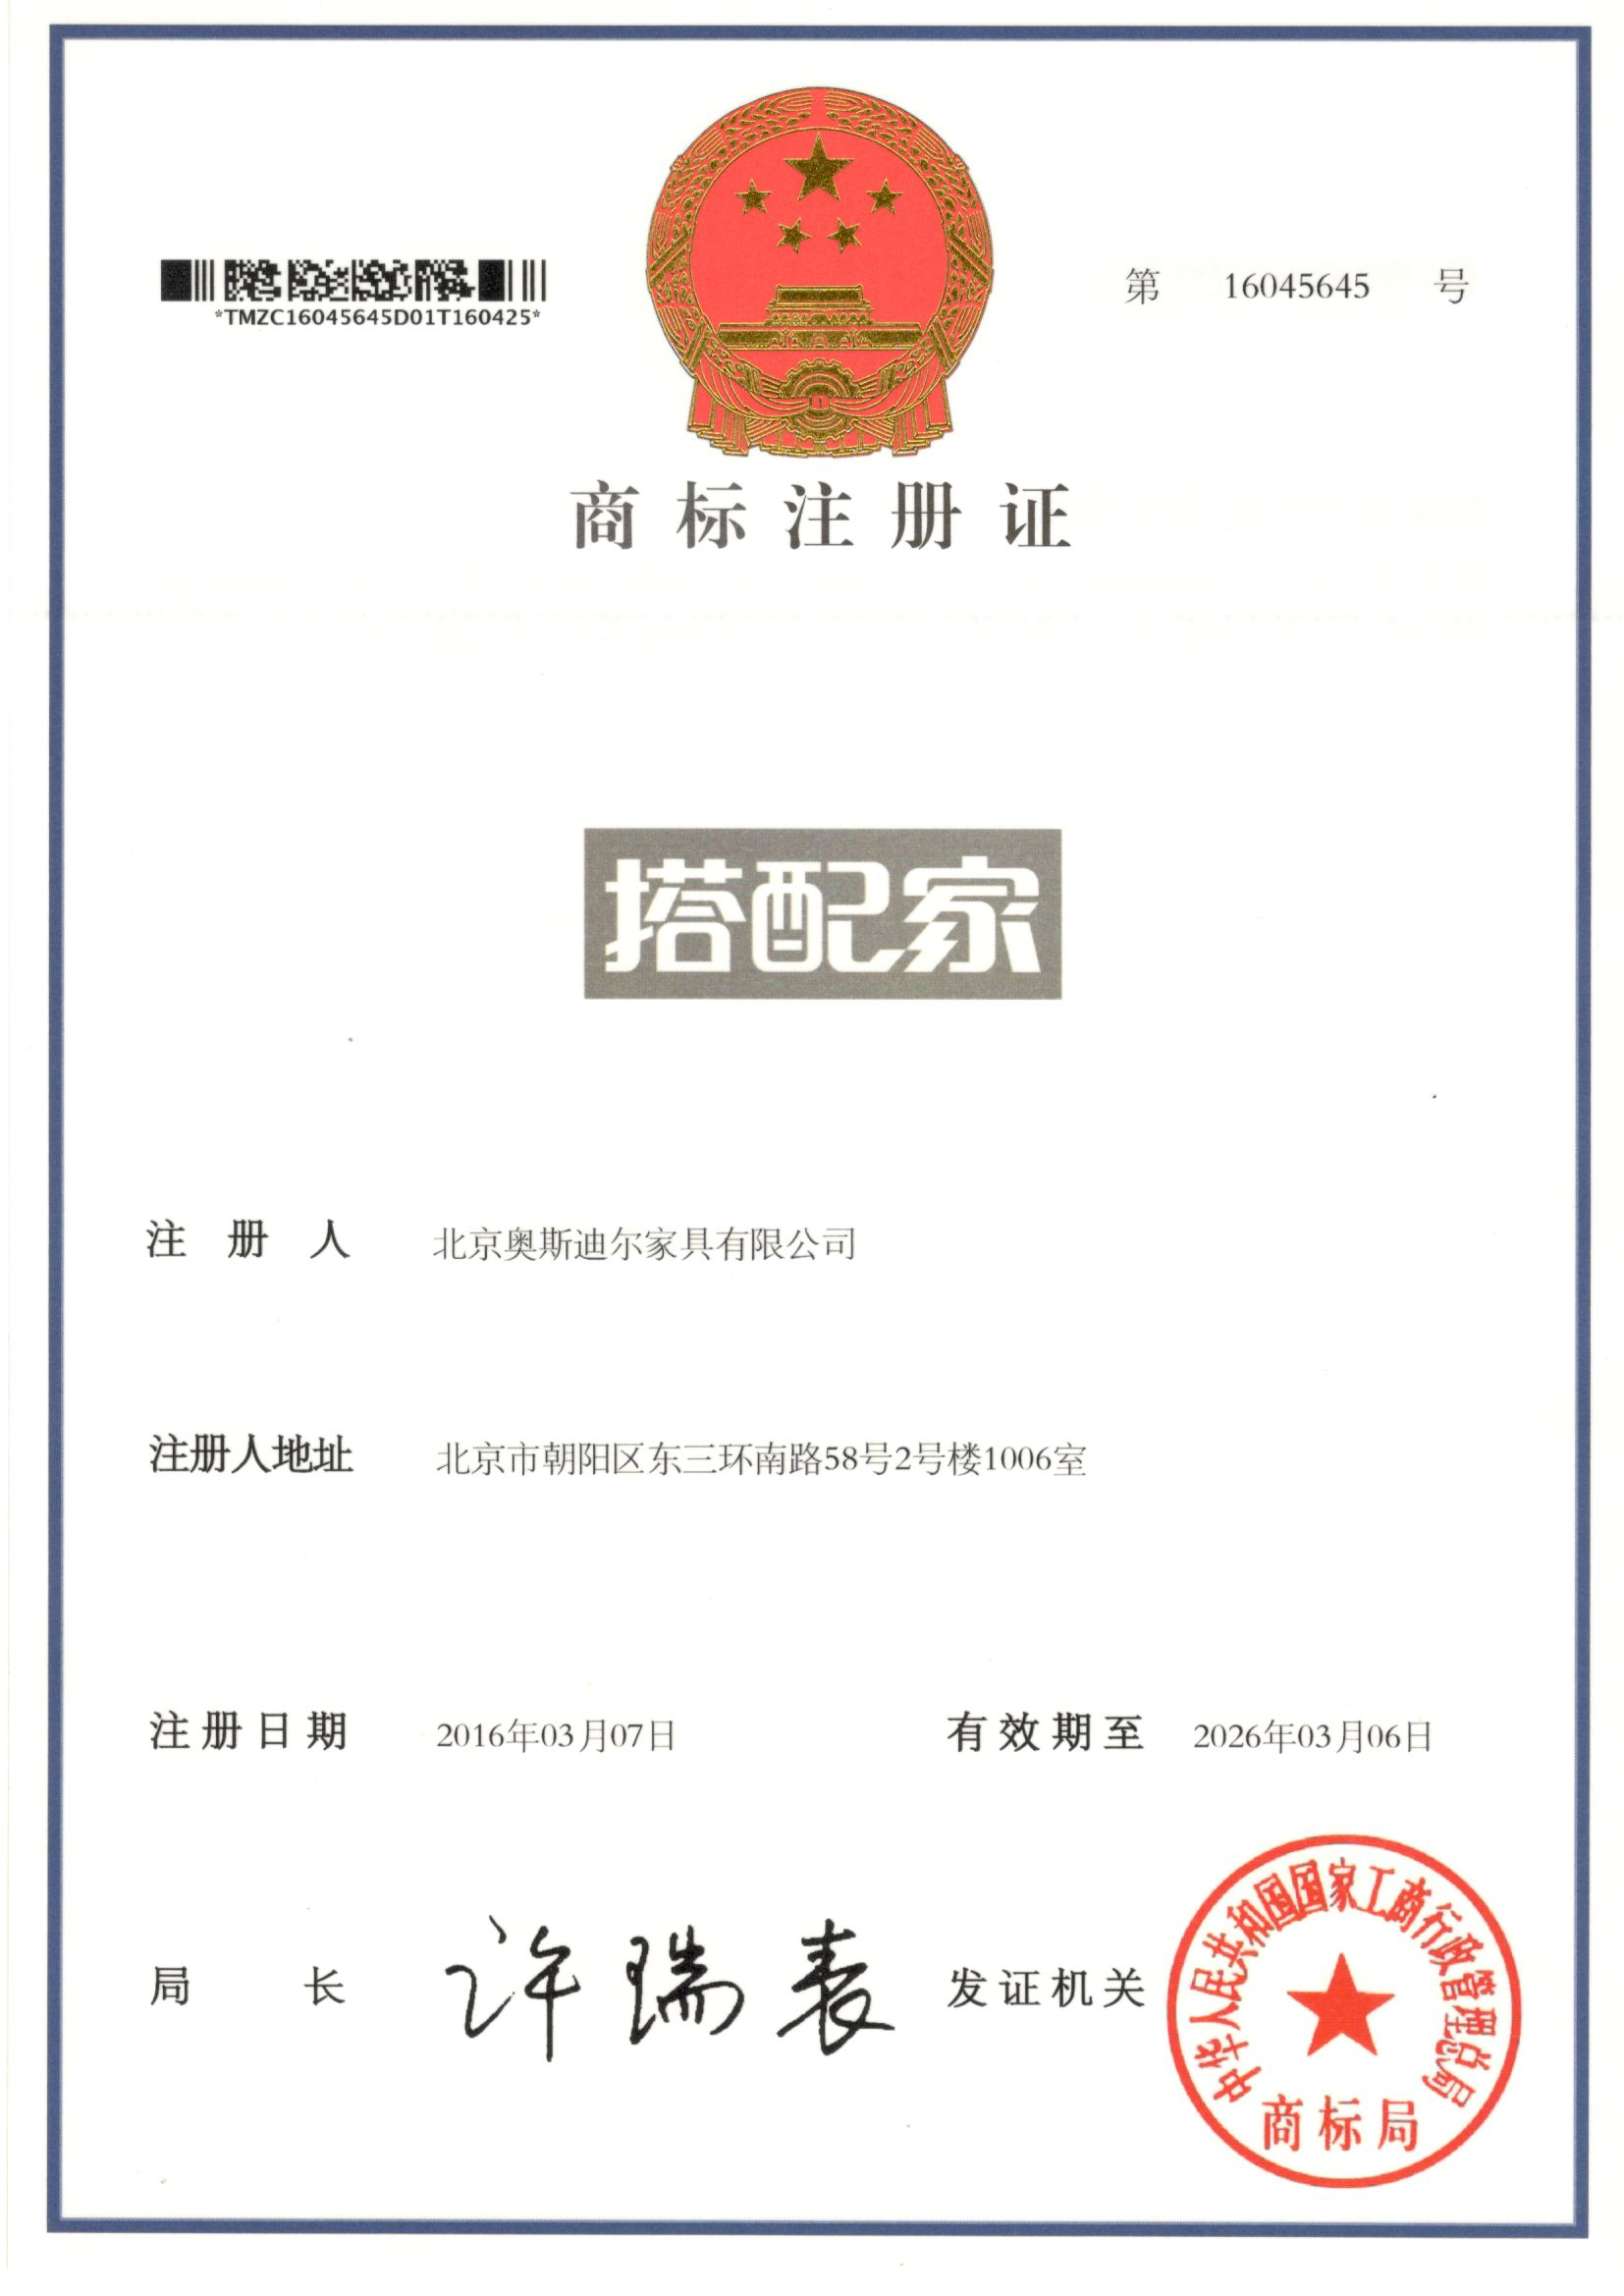 *TMZC16045645D01T160425*
第 16045645 号
商标注册证
搭配家
注册人 北京奥斯迪尔家具有限公司
注册人地址 北京市朝阳区东三环南路58号2号楼1006室
注册日期 2016年03月07日 有效期至 2026年03月06日
局长 许瑞表 发证机关
中华人民共和国国家工商行政管理总局
商标局